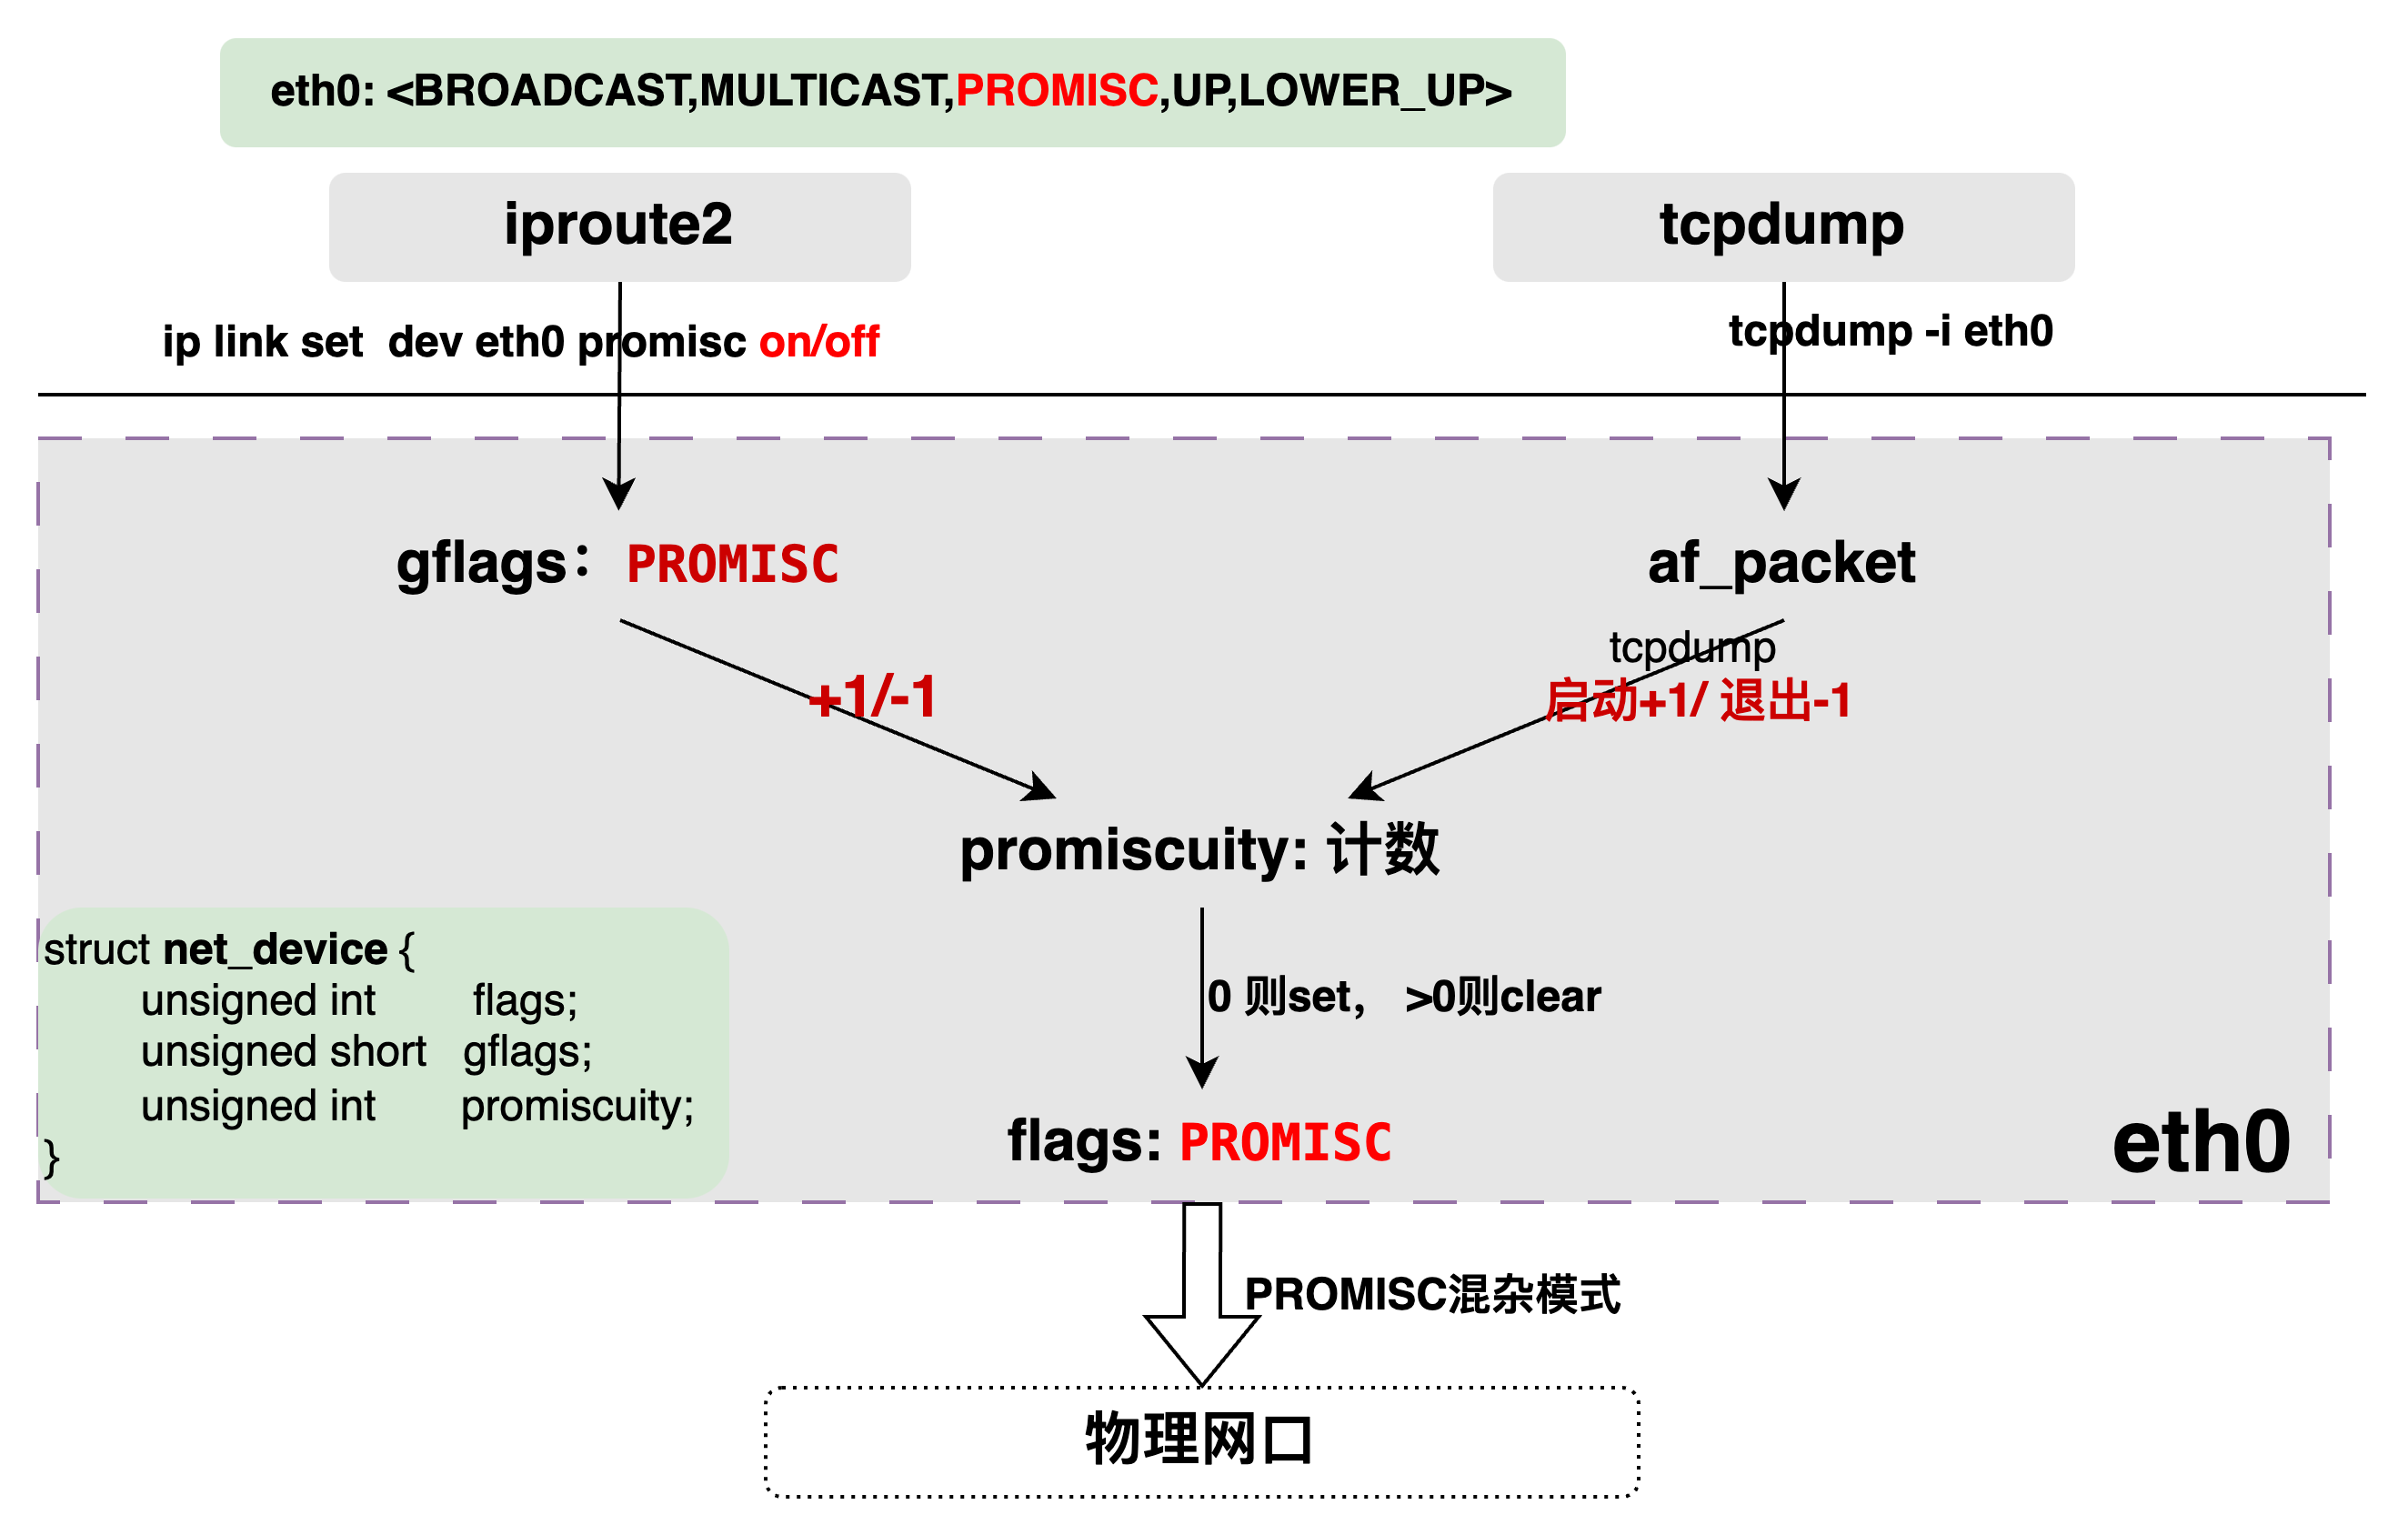 eth0: <BROADCAST,MULTICAST,PROMISC,UP,LOWER_UP>
iproute2
tcpdump
ip link set  dev eth0 promisc on/off
tcpdump -i eth0
gflags： PROMISC
af_packet
+1/-1
tcpdump
启动+1/ 退出-1
promiscuity: 计数
struct net_device {
unsigned int flags;
unsigned short gflags;
unsigned int promiscuity;
}
0 则set， >0则clear
flags: PROMISC
eth0
PROMISC混杂模式
物理网口